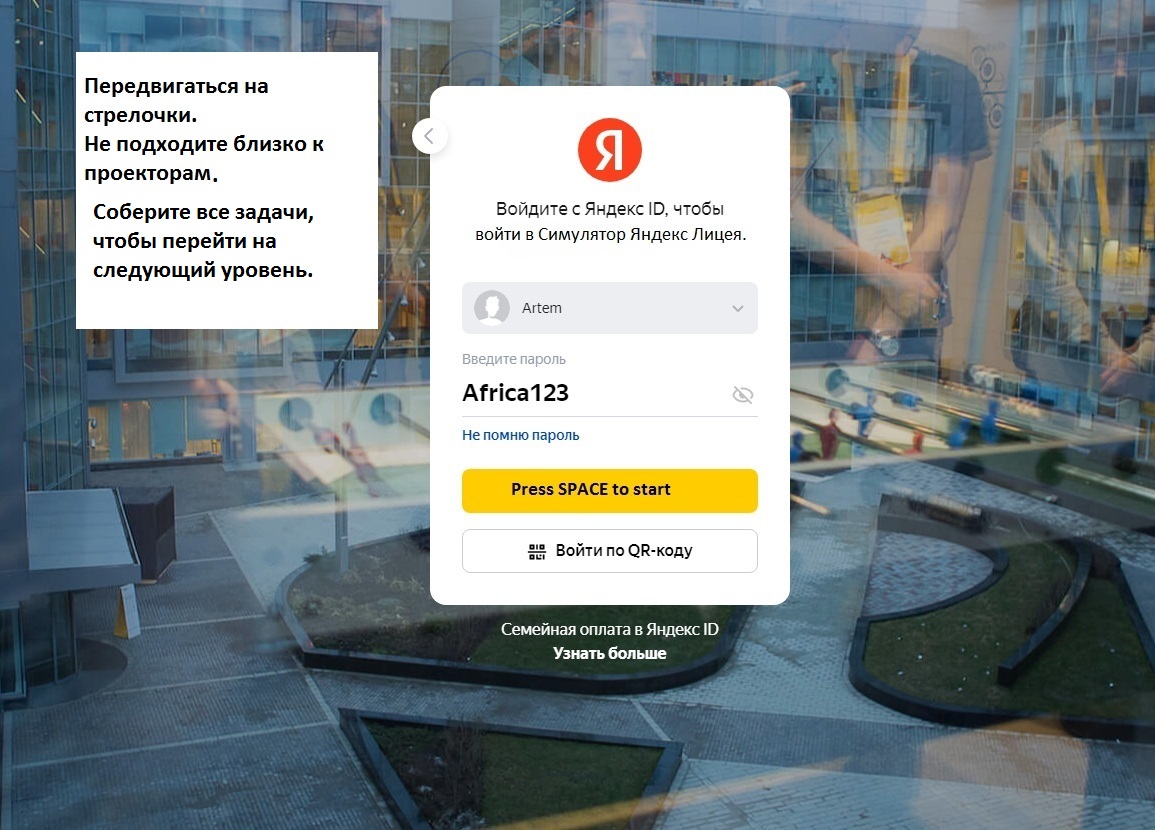 Передвигаться на
стрелочки.
Не подходите близко к
проекторам.
Соберите все задачи,
чтобы перейти на
следующий уровень.
Я
Войдите с Яндекс ID, чтобы
войти в Симулятор Яндекс Лицея.
Artem
Введите пароль
Africa123
Не помню пароль
Press SPACE to start
Войти по QR-коду
Семейная оплата в Яндекс ID
Узнать больше